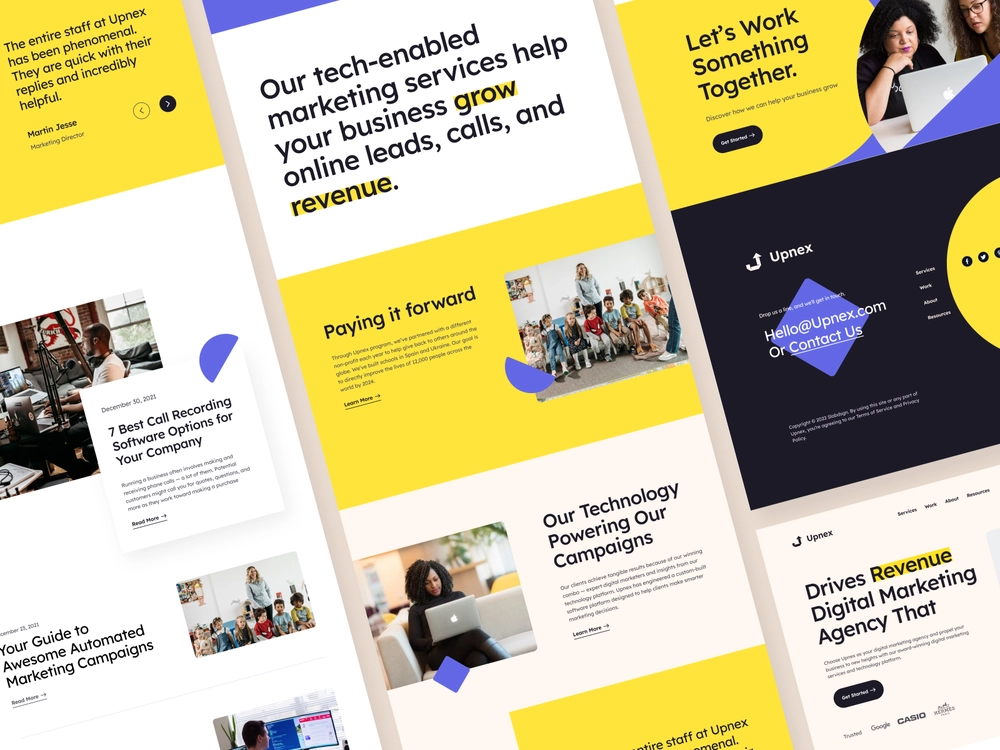 The entire staff at Upnex
has been phenomenal.
They are quick with their
replies and incredibly
helpful.
Martin Jesse
Marketing Director
December 30, 2021
7 Best Call Recording
Software Options for
Your Company
Running a business often involves making and
receiving phone calls — a lot of them. Potential
customers might call you for quotes, questions, and
more as they work toward making a purchase
Read More →
2021
Your Guide to
Awesome Automated
Marketing Campaigns
Read More →
Our tech-enabled
marketing services help
your business grow
online leads, calls, and
revenue.
Paying it forward
Through Upnex program, we've partnered with a different
non-profit each year to help give back to others around the
globe. We've built schools in Spain and Ukraine. Our goal is
to directly improve the lives of 12,000 people across the
world by 2024.
Learn More →
Our Technology
Powering Our
Campaigns
Our clients achieve tangible results because of our winning
combo — expert digital marketers and insights from our
technology platform. Upnex has engineered a custom-built
software platform designed to help clients make smarter
marketing decisions.
Learn More →
entire staff at Upnex
Let's Work
Something
Together.
Discover how we can help your business grow
Get Started →
Upnex
Drop us a line, and we'll get in touch
Hello@Upnex.com
Or Contact Us
Services
Work
About
Resources
Copyright © 2022 Slabdsgn. By using this site or any part of
Upnex, you're agreeing to our Terms of Service and Privacy
Policy.
Upnex
Services Work About Resources
Drives Revenue
Digital Marketing
Agency That
Choose Upnex as your digital marketing agency and propel your
business to new heights with our award-winning digital marketing
services and technology platform.
Get Started →
Trusted Google CASIO HERMES